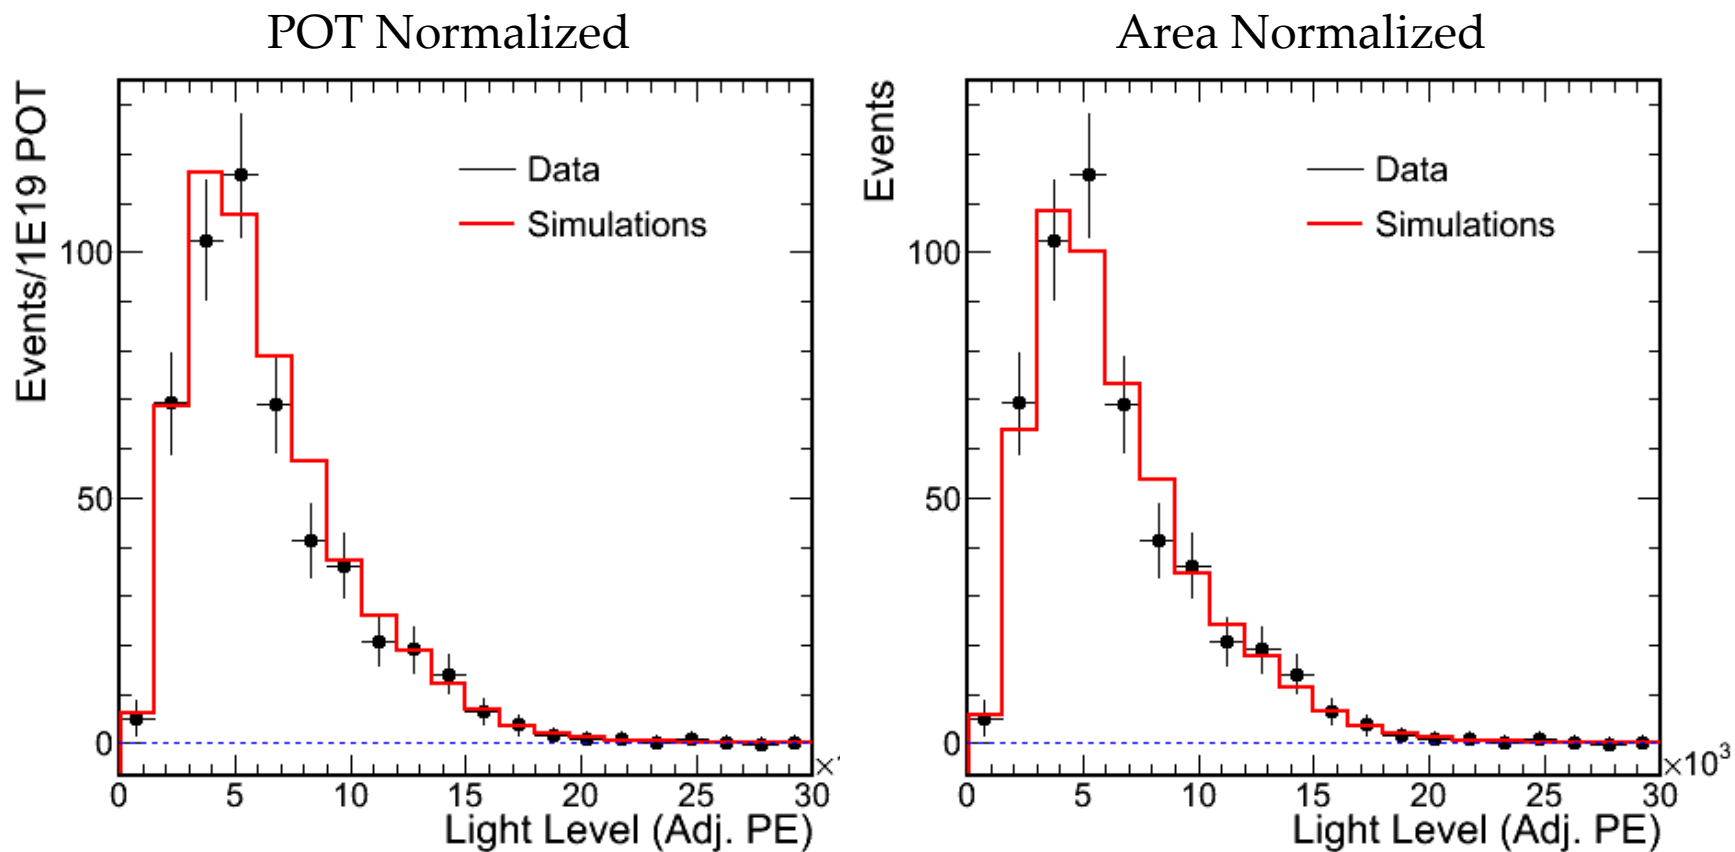 POT Normalized
Events/1E19 POT
Data
Simulations
100
50
0
0 5 10 15 20 25 30
×
Light Level (Adj. PE)
Area Normalized
Events
Data
Simulations
100
50
0
0 5 10 15 20 25 30
×10³
Light Level (Adj. PE)